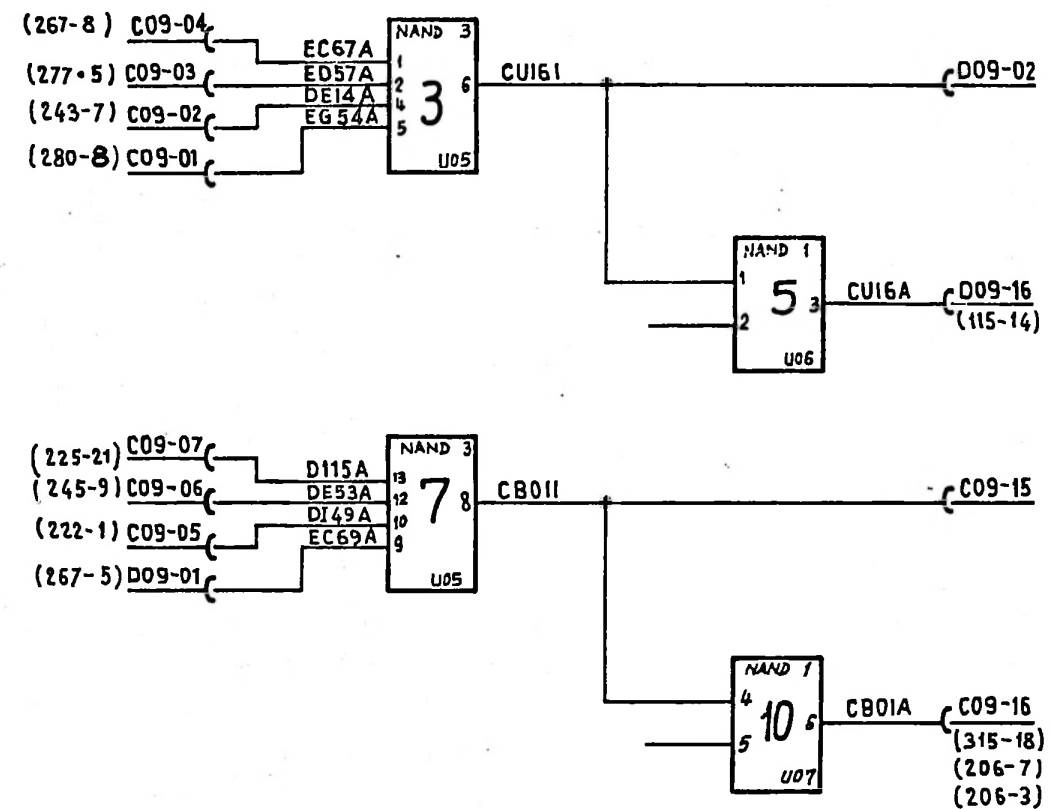 (267-8) C09-04
(277-5) C09-03
(243-7) C09-02
(280-8) C09-01
EC67A
ED57A
DE14A
EG54A
NAND 3
1
2
4
5
3
6
U05
CU16I
D09-02
NAND 1
1
2
5
3
U06
CU16A
D09-16
(115-14)
(225-21) C09-07
(245-9) C09-06
(222-1) C09-05
(267-5) D09-01
D115A
DE53A
DI49A
EC69A
NAND 3
13
12
10
9
7
8
U05
CB01I
C09-15
NAND 1
4
5
10
6
U07
CB01A
C09-16
(315-18)
(206-7)
(206-3)